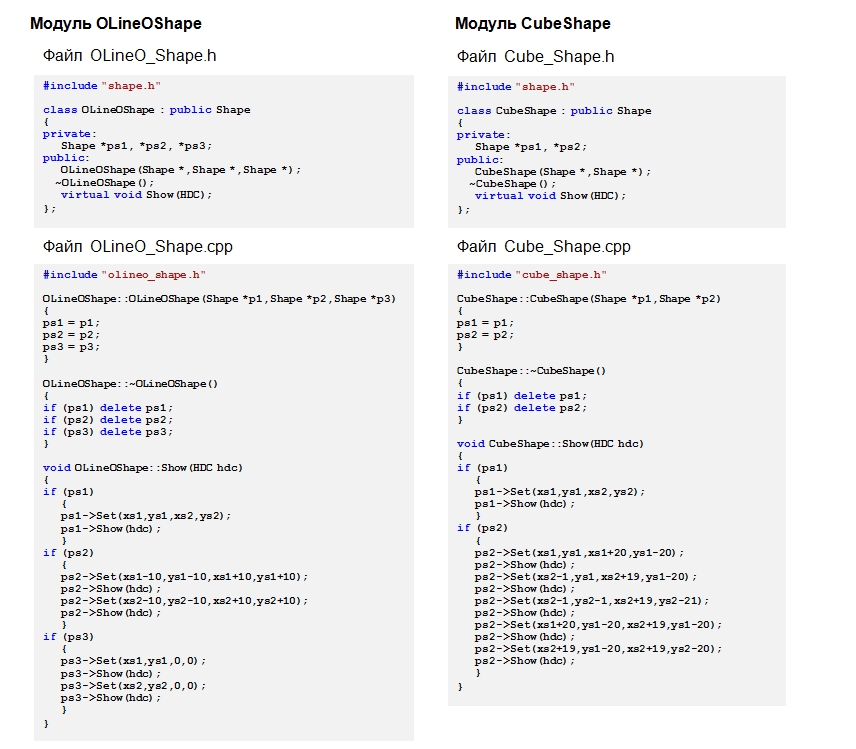 Модуль OLineOShape
Файл OLineO_Shape.h
#include "shape.h"
class OLineOShape : public Shape
{
private:
Shape *ps1, *ps2, *ps3;
public:
OLineOShape(Shape *,Shape *,Shape *);
~OLineOShape();
virtual void Show(HDC);
};
Файл OLineO_Shape.cpp
#include "olineo_shape.h"
OLineOShape::OLineOShape(Shape *p1,Shape *p2,Shape *p3)
{
ps1 = p1;
ps2 = p2;
ps3 = p3;
}
OLineOShape::~OLineOShape()
{
if (ps1) delete ps1;
if (ps2) delete ps2;
if (ps3) delete ps3;
}
void OLineOShape::Show(HDC hdc)
{
if (ps1)
{
ps1->Set(xs1,ys1,xs2,ys2);
ps1->Show(hdc);
}
if (ps2)
{
ps2->Set(xs1-10,ys1-10,xs1+10,ys1+10);
ps2->Show(hdc);
ps2->Set(xs2-10,ys2-10,xs2+10,ys2+10);
ps2->Show(hdc);
}
if (ps3)
{
ps3->Set(xs1,ys1,0,0);
ps3->Show(hdc);
ps3->Set(xs2,ys2,0,0);
ps3->Show(hdc);
}
}
Модуль CubeShape
Файл Cube_Shape.h
#include "shape.h"
class CubeShape : public Shape
{
private:
Shape *ps1, *ps2;
public:
CubeShape(Shape *,Shape *);
~CubeShape();
virtual void Show(HDC);
};
Файл Cube_Shape.cpp
#include "cube_shape.h"
CubeShape::CubeShape(Shape *p1,Shape *p2)
{
ps1 = p1;
ps2 = p2;
}
CubeShape::~CubeShape()
{
if (ps1) delete ps1;
if (ps2) delete ps2;
}
void CubeShape::Show(HDC hdc)
{
if (ps1)
{
ps1->Set(xs1,ys1,xs2,ys2);
ps1->Show(hdc);
}
if (ps2)
{
ps2->Set(xs1,ys1,xs1+20,ys1-20);
ps2->Show(hdc);
ps2->Set(xs2-1,ys1,xs2+19,ys1-20);
ps2->Show(hdc);
ps2->Set(xs2-1,ys2-1,xs2+19,ys2-21);
ps2->Show(hdc);
ps2->Set(xs1+20,ys1-20,xs2+19,ys1-20);
ps2->Show(hdc);
ps2->Set(xs2+19,ys1-20,xs2+19,ys2-20);
ps2->Show(hdc);
}
}